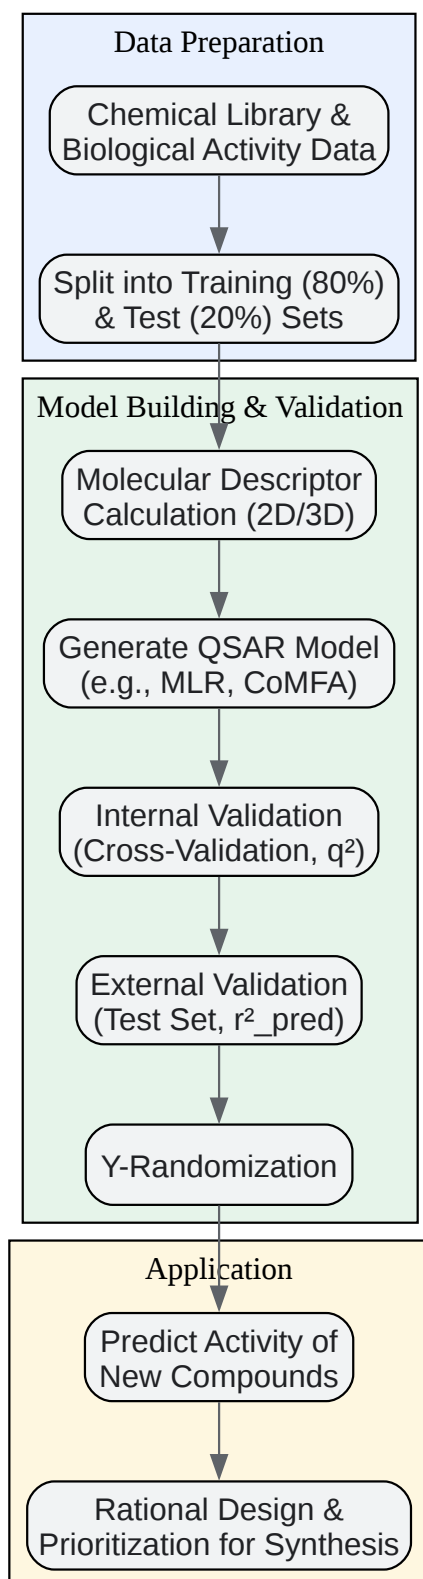 Data Preparation
Chemical Library &
Biological Activity Data
Split into Training (80%)
& Test (20%) Sets
Model Building & Validation
Molecular Descriptor
Calculation (2D/3D)
Generate QSAR Model
(e.g., MLR, CoMFA)
Internal Validation
(Cross-Validation, q²)
External Validation
(Test Set, r²_pred)
Y-Randomization
Application
Predict Activity of
New Compounds
Rational Design &
Prioritization for Synthesis